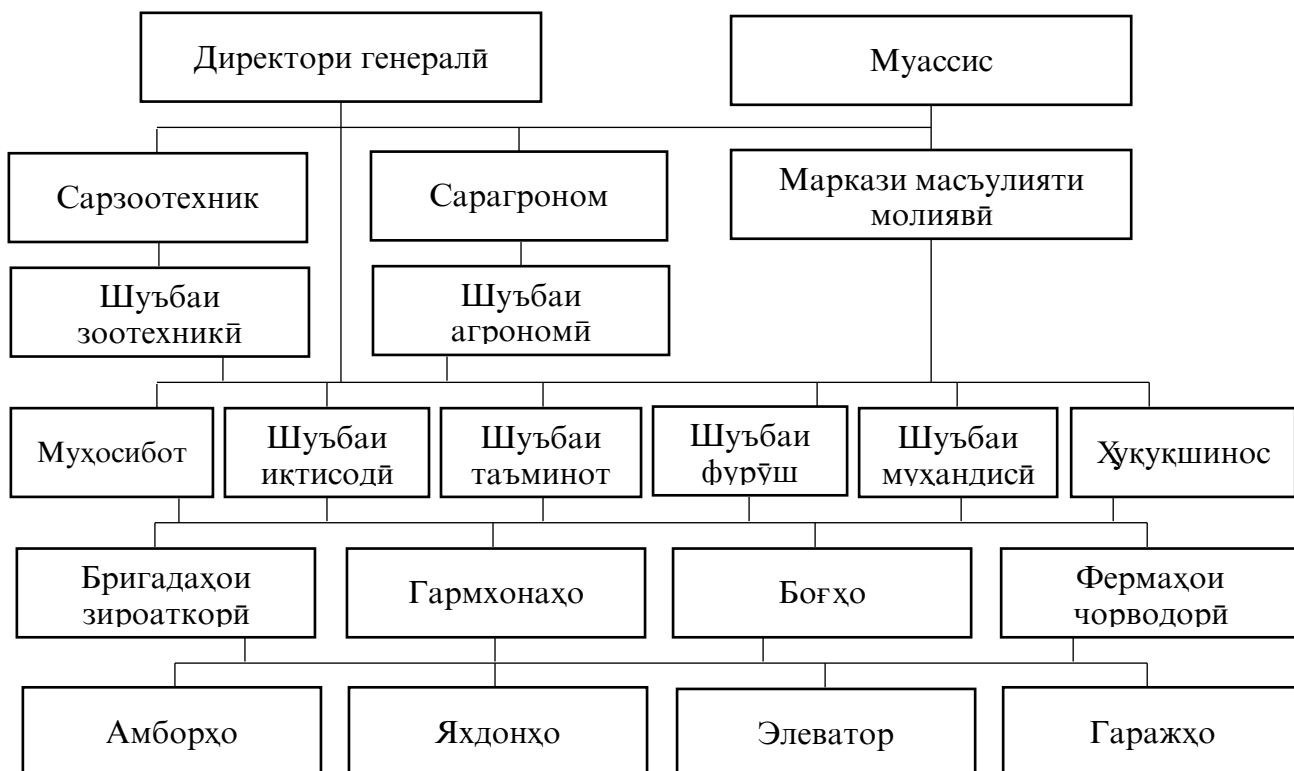 Директори генералӣ
Муассис
Сарзоотехник
Сарагроном
Маркази масъулияти
молиявӣ
Шуъбаи
зоотехникӣ
Шуъбаи
агрономӣ
Муҳосибот
Шуъбаи
иқтисодӣ
Шуъбаи
таъминот
Шуъбаи
фурӯш
Шуъбаи
муҳандисӣ
Ҳуқуқшинос
Бригадаҳои
зироаткорӣ
Гармхонаҳо
Боғҳо
Фермаҳои
чорводорӣ
Амборҳо
Яхдонҳо
Элеватор
Гаражҳо